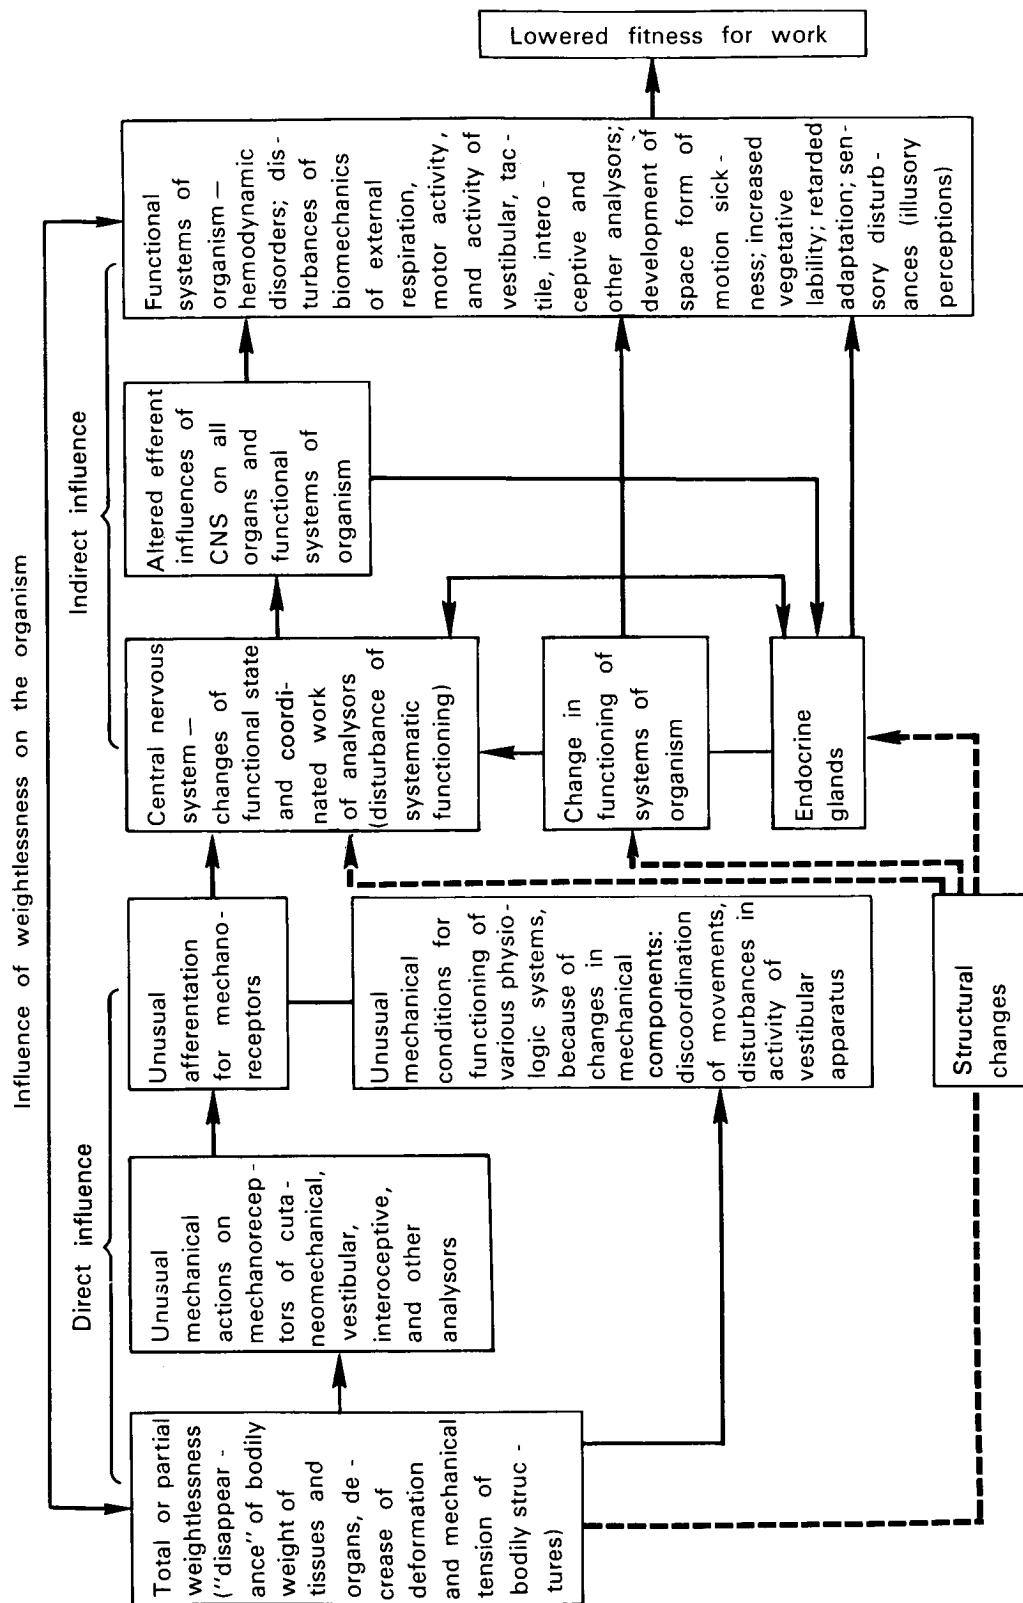 Influence of weightlessness on the organism
Direct influence
Indirect influence
Total or partial
weightlessness
("disappear-
ance" of bodily
weight of
tissues and
organs, de-
crease of
deformation
and mechanical
tension of
bodily struc-
tures)
Unusual
mechanical
actions on
mechanorecep-
tors of cuta-
neomechanical,
vestibular,
interoceptive,
and other
analysors
Unusual
afferentation
for mechano-
receptors
Unusual
mechanical
conditions for
functioning of
various physio-
logic systems,
because of
changes in
mechanical
components:
discoordination
of movements,
disturbances in
activity of
vestibular
apparatus
Structural
changes
Central nervous
system—
changes of
functional state
and coordi-
nated work
of analysors
(disturbance of
systematic
functioning)
Change in
functioning of
systems of
organism
Endocrine
glands
Altered efferent
influences of
CNS on all
organs and
functional
systems of
organism
Functional
systems of
organism—
hemodynamic
disorders; dis-
turbances of
biomechanics
of external
respiration,
motor activity,
and activity of
vestibular, tac-
tile, intero-
ceptive and
other analysors;
development of
space form of
motion sick-
ness; increased
vegetative
lability; retarded
adaptation; sen-
sory disturb-
ances (illusory
perceptions)
Lowered fitness for work